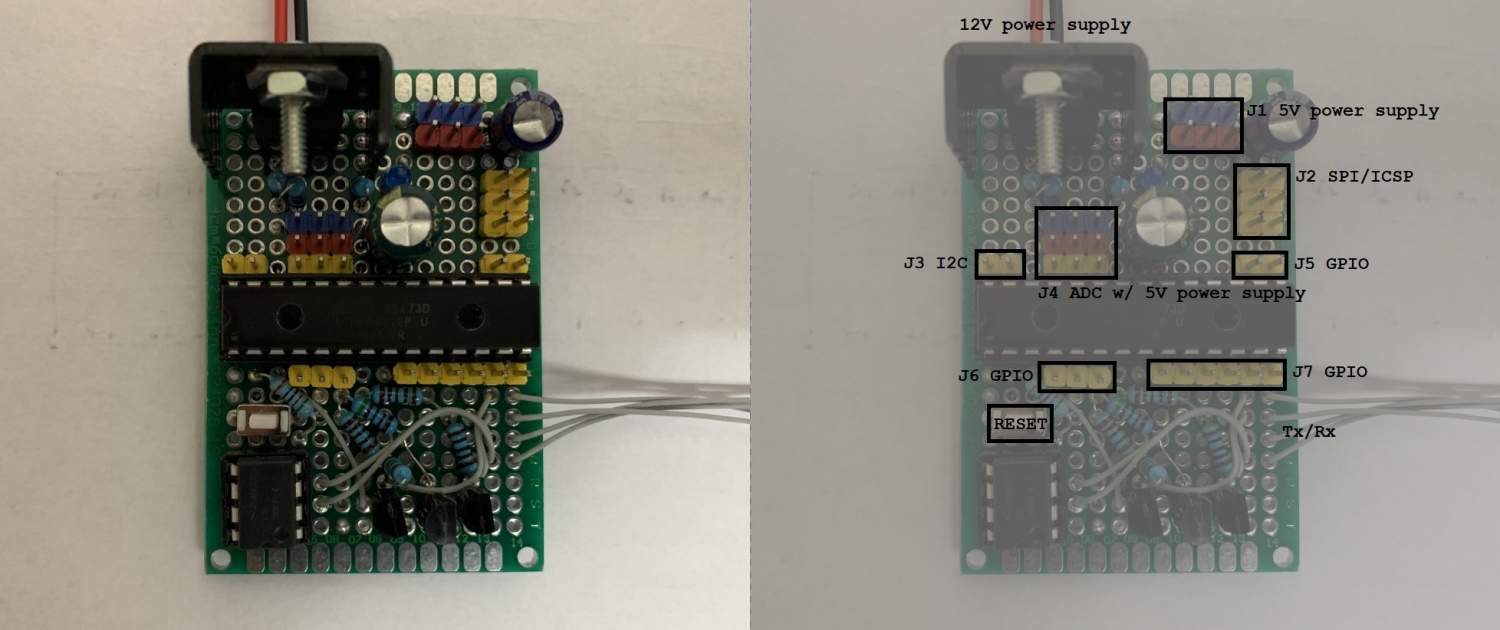 12V power supply
J1 5V power supply
J2 SPI/ICSP
J3 I2C
J5 GPIO
J4 ADC w/ 5V power supply
J6 GPIO
J7 GPIO
RESET
Tx/Rx